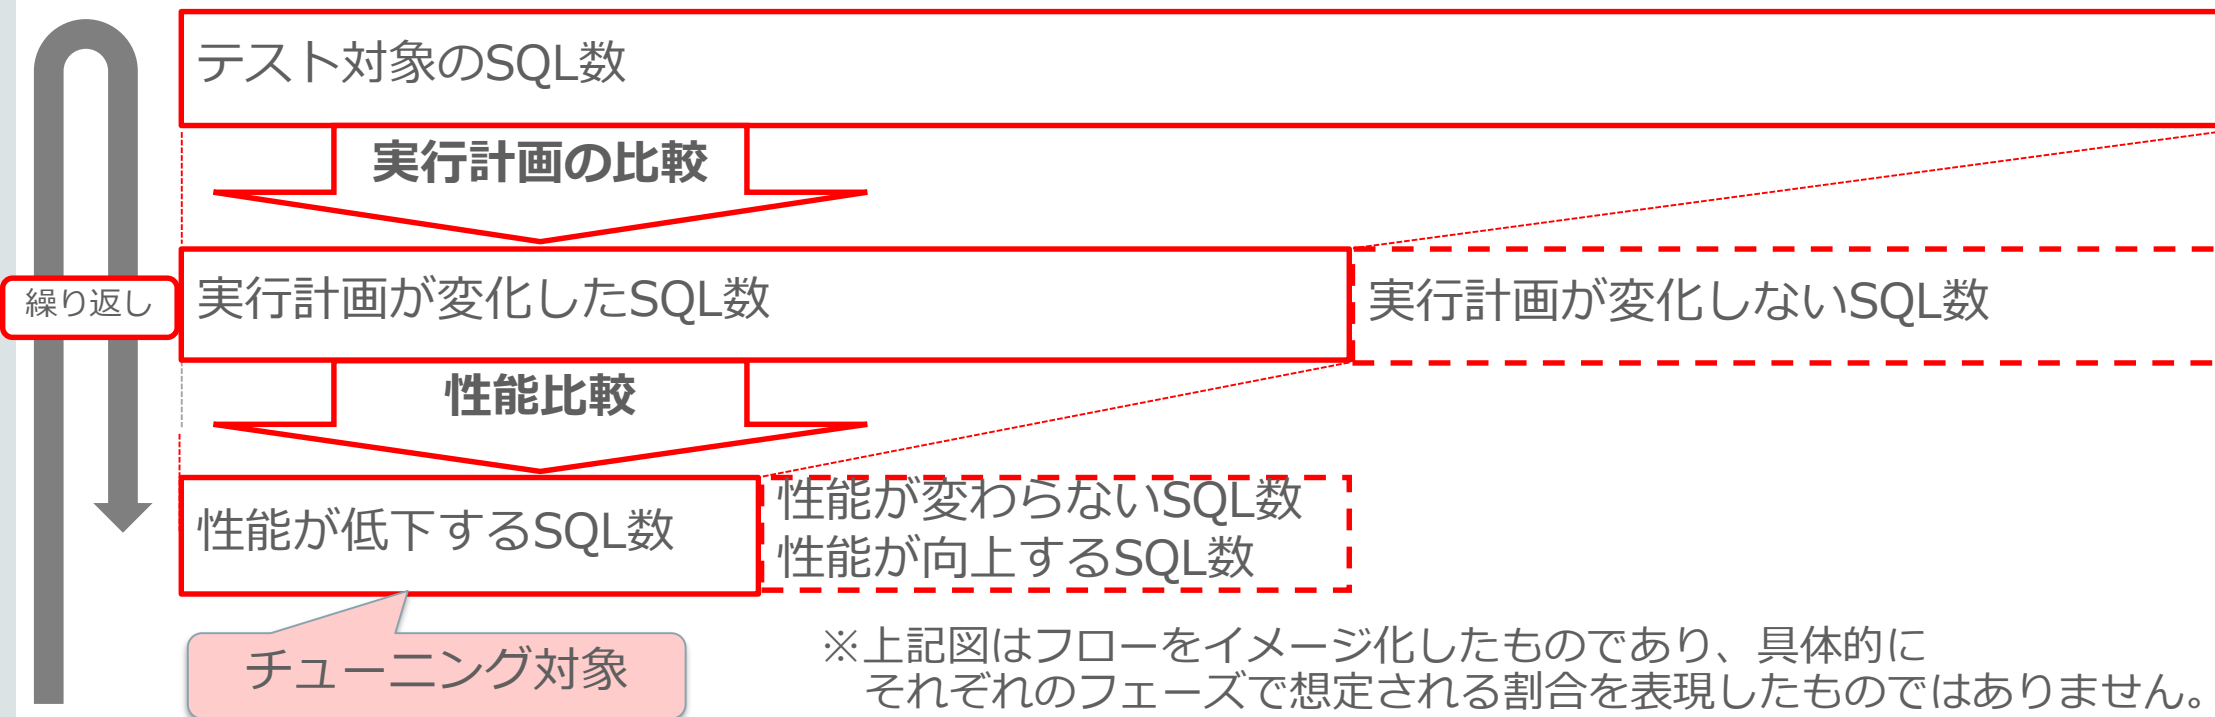 テスト対象のSQL数
実行計画の比較
繰り返し
実行計画が変化したSQL数
実行計画が変化しないSQL数
性能比較
性能が低下するSQL数
性能が変わらないSQL数
性能が向上するSQL数
チューニング対象
※上記図はフローをイメージ化したものであり、具体的に
それぞれのフェーズで想定される割合を表現したものではありません。